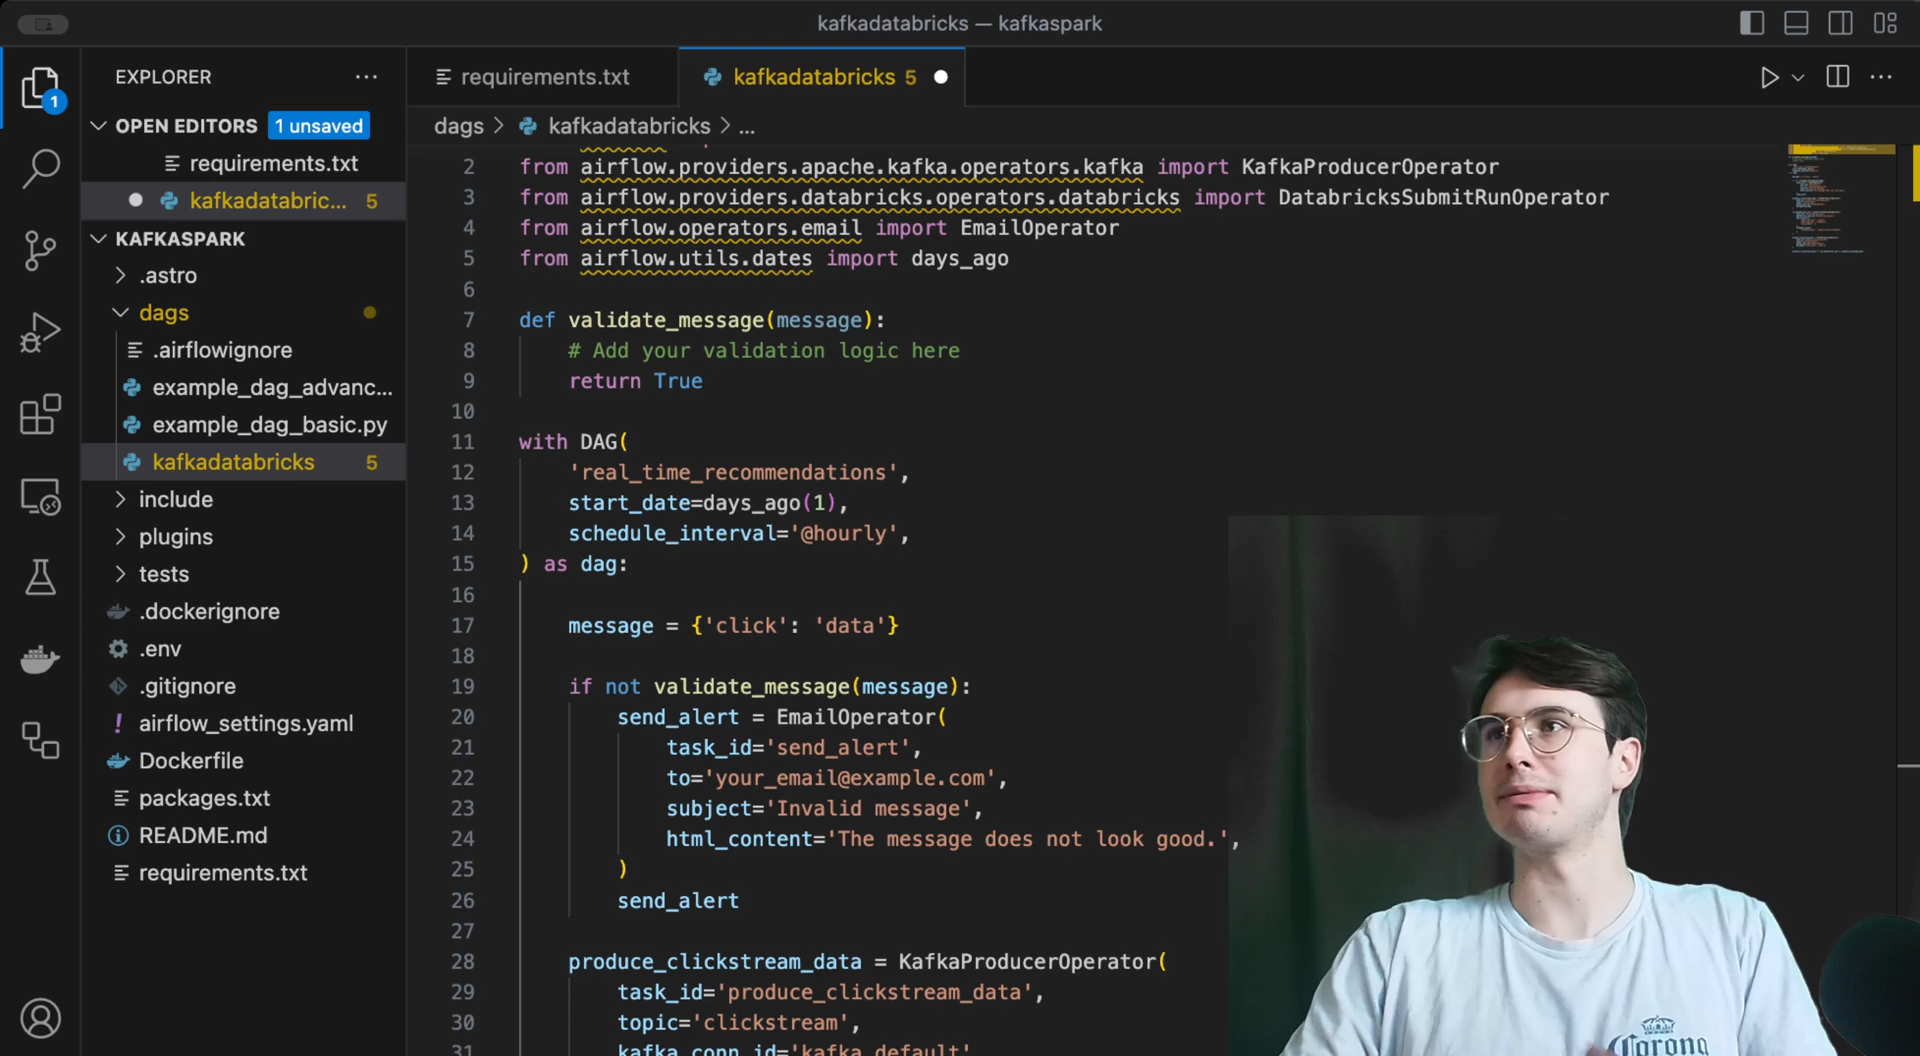 kafkadatabricks — kafkaspark
EXPLORER
OPEN EDITORS 1 unsaved
requirements.txt
kafkadatabric... 5
KAFKASPARK
.astro
dags
.airflowignore
example_dag_advanc...
example_dag_basic.py
kafkadatabricks 5
include
plugins
tests
.dockerignore
.env
.gitignore
airflow_settings.yaml
Dockerfile
packages.txt
README.md
requirements.txt
1
requirements.txt
kafkadatabricks 5
dags > kafkadatabricks > ...
2 from airflow.providers.apache.kafka.operators.kafka import KafkaProducerOperator
3 from airflow.providers.databricks.operators.databricks import DatabricksSubmitRunOperator
4 from airflow.operators.email import EmailOperator
5 from airflow.utils.dates import days_ago
6
7 def validate_message(message):
8 # Add your validation logic here
9 return True
10
11 with DAG(
12 'real_time_recommendations',
13 start_date=days_ago(1),
14 schedule_interval='@hourly',
15 ) as dag:
16
17 message = {'click': 'data'}
18
19 if not validate_message(message):
20 send_alert = EmailOperator(
21 task_id='send_alert',
22 to='your_email@example.com',
23 subject='Invalid message',
24 html_content='The message does not look good.',
25 )
26 send_alert
27
28 produce_clickstream_data = KafkaProducerOperator(
29 task_id='produce_clickstream_data',
30 topic='clickstream',
31 kafka_conn_id='kafka_default',
Corona